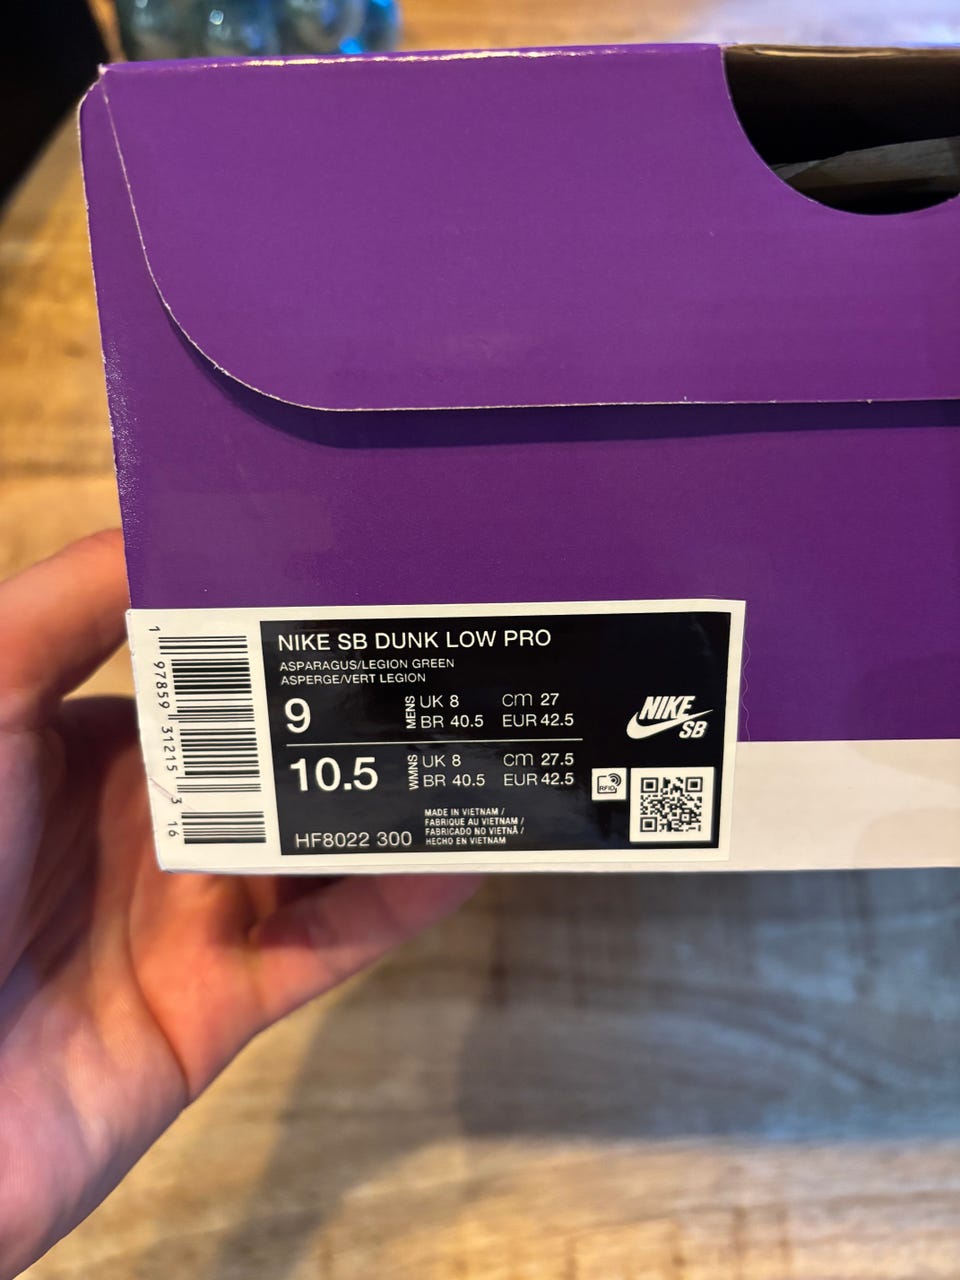 NIKE SB DUNK LOW PRO
ASPARAGUS/LEGION GREEN
ASPERGE/VERT LEGION
9
MENS
UK 8 cm 27
BR 40.5 EUR 42.5
10.5
WMNS
UK 8 cm 27.5
BR 40.5 EUR 42.5
HF8022 300
MADE IN VIETNAM /
FABRIQUE AU VIETNAM /
FABRICADO NO VIETNÃ /
HECHO EN VIETNAM
NIKE
SB
RFID
1 97859 31215 3 16